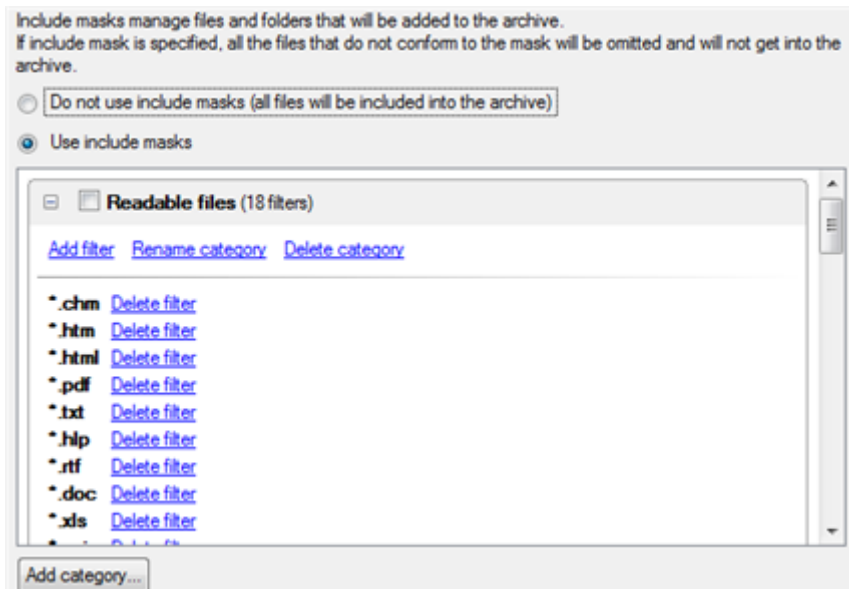 Include masks manage files and folders that will be added to the archive.
If include mask is specified, all the files that do not conform to the mask will be omitted and will not get into the
archive.
Do not use include masks (all files will be included into the archive)
Use include masks
Readable files (18 filters)
Add filter Rename category Delete category
*.chm Delete filter
*.htm Delete filter
*.html Delete filter
*.pdf Delete filter
*.txt Delete filter
*.hlp Delete filter
*.rtf Delete filter
*.doc Delete filter
*.xls Delete filter
Add category...